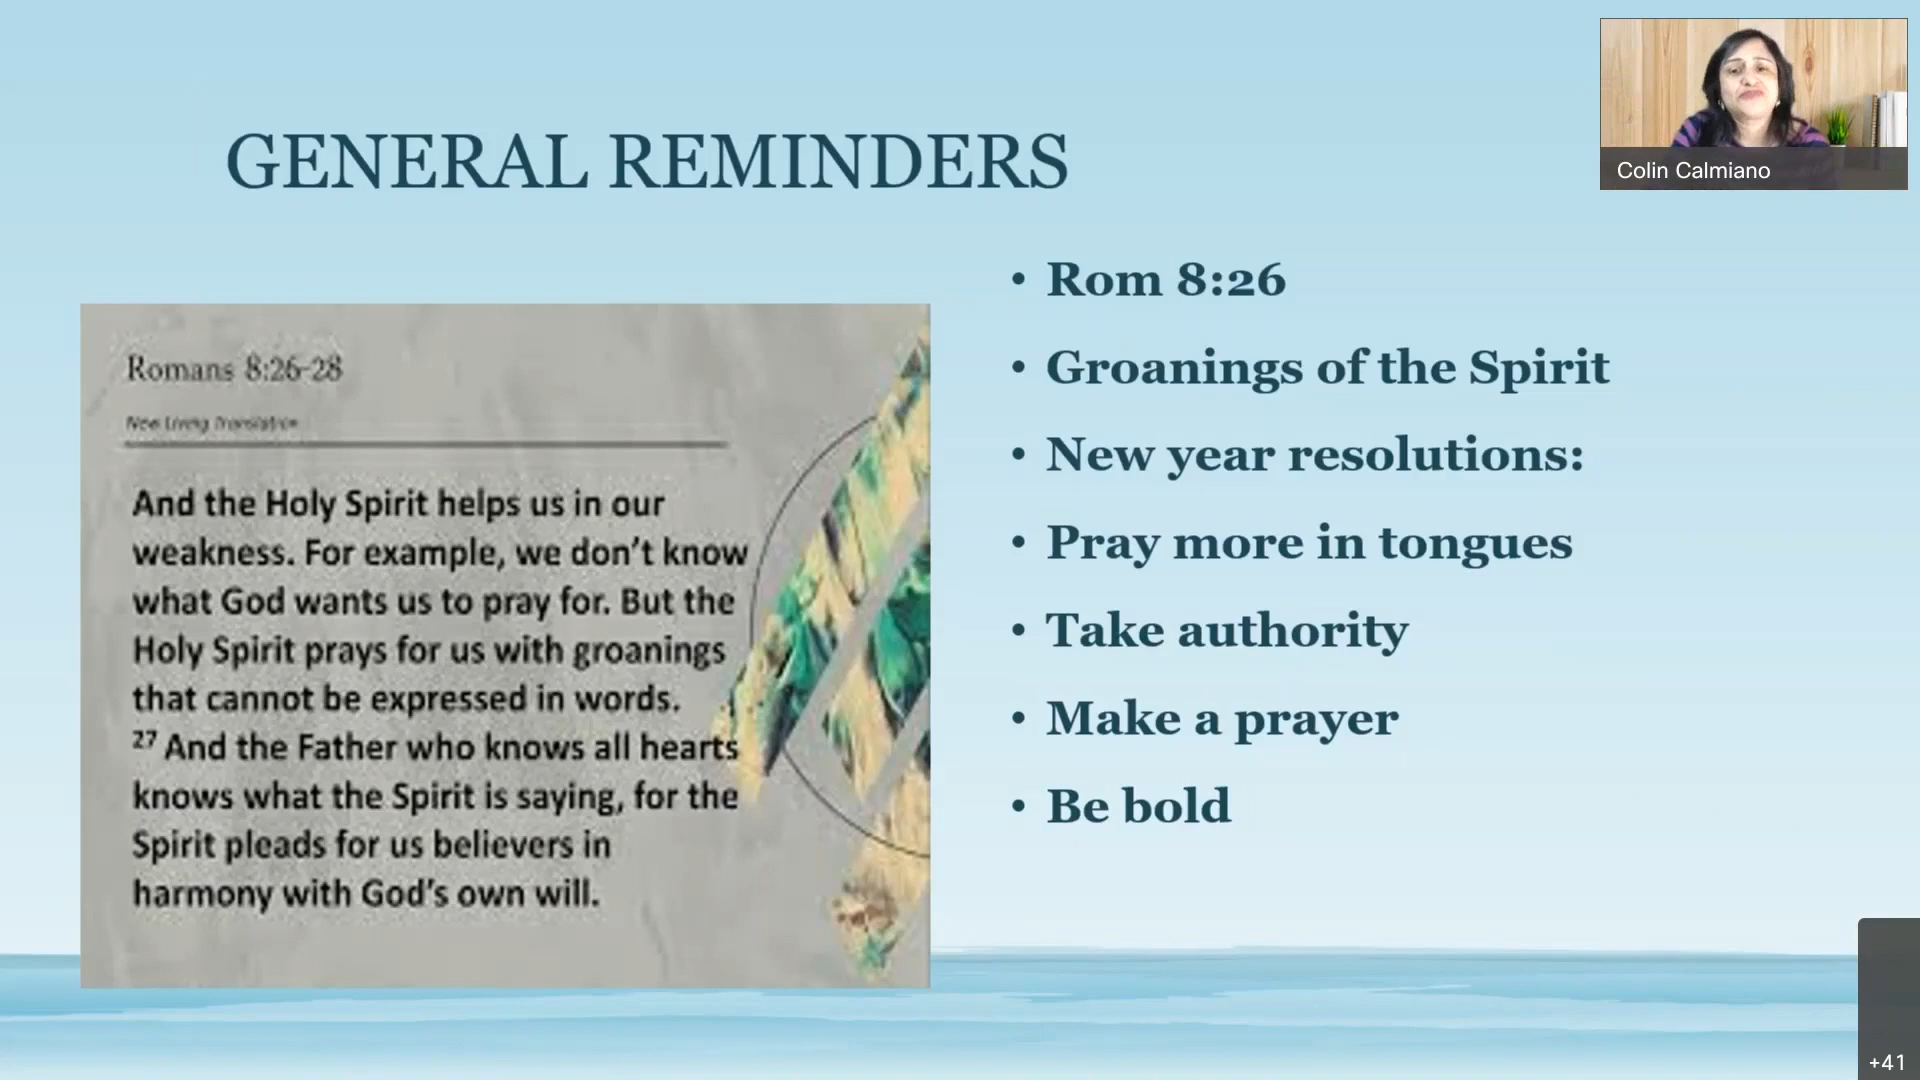 GENERAL REMINDERS
Colin Calmiano
Romans 8:26-28
New Living Translation
And the Holy Spirit helps us in our
weakness. For example, we don't know
what God wants us to pray for. But the
Holy Spirit prays for us with groanings
that cannot be expressed in words.
27 And the Father who knows all hearts
knows what the Spirit is saying, for the
Spirit pleads for us believers in
harmony with God's own will.
• Rom 8:26
• Groanings of the Spirit
• New year resolutions:
• Pray more in tongues
• Take authority
• Make a prayer
• Be bold
+41